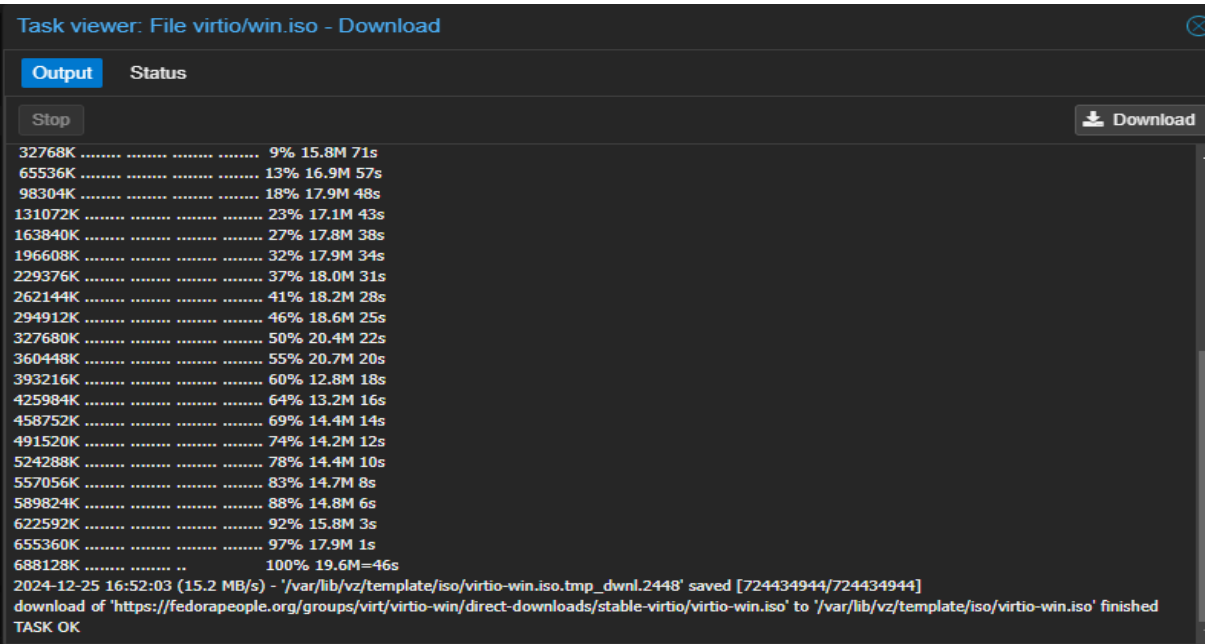 Task viewer: File virtio/win.iso - Download
Output Status
Stop Download
32768K ........ ........ ........ ........ 9% 15.8M 71s
65536K ........ ........ ........ ........ 13% 16.9M 57s
98304K ........ ........ ........ ........ 18% 17.9M 48s
131072K ........ ........ ........ ........ 23% 17.1M 43s
163840K ........ ........ ........ ........ 27% 17.8M 38s
196608K ........ ........ ........ ........ 32% 17.9M 34s
229376K ........ ........ ........ ........ 37% 18.0M 31s
262144K ........ ........ ........ ........ 41% 18.2M 28s
294912K ........ ........ ........ ........ 46% 18.6M 25s
327680K ........ ........ ........ ........ 50% 20.4M 22s
360448K ........ ........ ........ ........ 55% 20.7M 20s
393216K ........ ........ ........ ........ 60% 12.8M 18s
425984K ........ ........ ........ ........ 64% 13.2M 16s
458752K ........ ........ ........ ........ 69% 14.4M 14s
491520K ........ ........ ........ ........ 74% 14.2M 12s
524288K ........ ........ ........ ........ 78% 14.4M 10s
557056K ........ ........ ........ ........ 83% 14.7M 8s
589824K ........ ........ ........ ........ 88% 14.8M 6s
622592K ........ ........ ........ ........ 92% 15.8M 3s
655360K ........ ........ ........ ........ 97% 17.9M 1s
688128K ........ ........ .. 100% 19.6M=46s
2024-12-25 16:52:03 (15.2 MB/s) - '/var/lib/vz/template/iso/virtio-win.iso.tmp_dwnl.2448' saved [724434944/724434944]
download of 'https://fedorapeople.org/groups/virt/virtio-win/direct-downloads/stable-virtio/virtio-win.iso' to '/var/lib/vz/template/iso/virtio-win.iso' finished
TASK OK